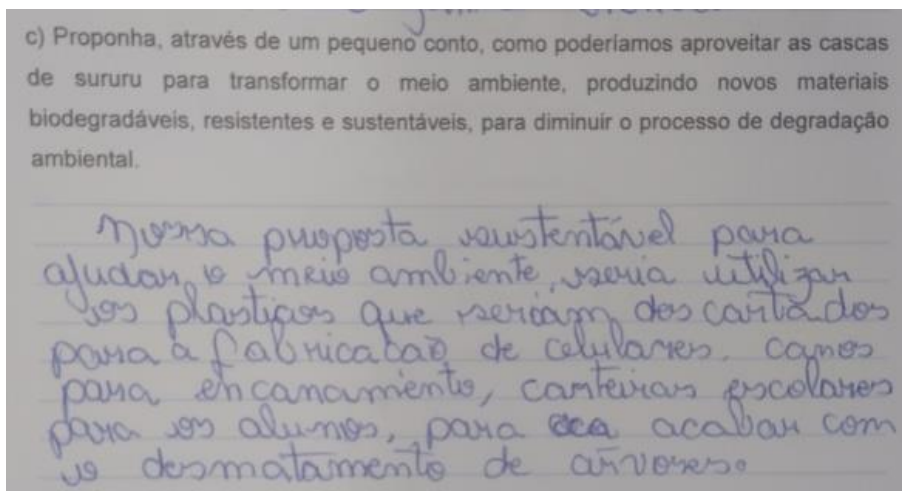 c) Proponha, através de um pequeno conto, como poderíamos aproveitar as cascas
de sururu para transformar o meio ambiente, produzindo novos materiais
biodegradáveis, resistentes e sustentáveis, para diminuir o processo de degradação
ambiental.
Nossa proposta sustentável para
ajudar o meio ambiente, seria utilizar
os plasticos que seriam descartados
para a fabricacaõ de celulares. canos
para encanamento, carteiras escolares
para os alunos, para acabar com
o desmatamento de arvores.